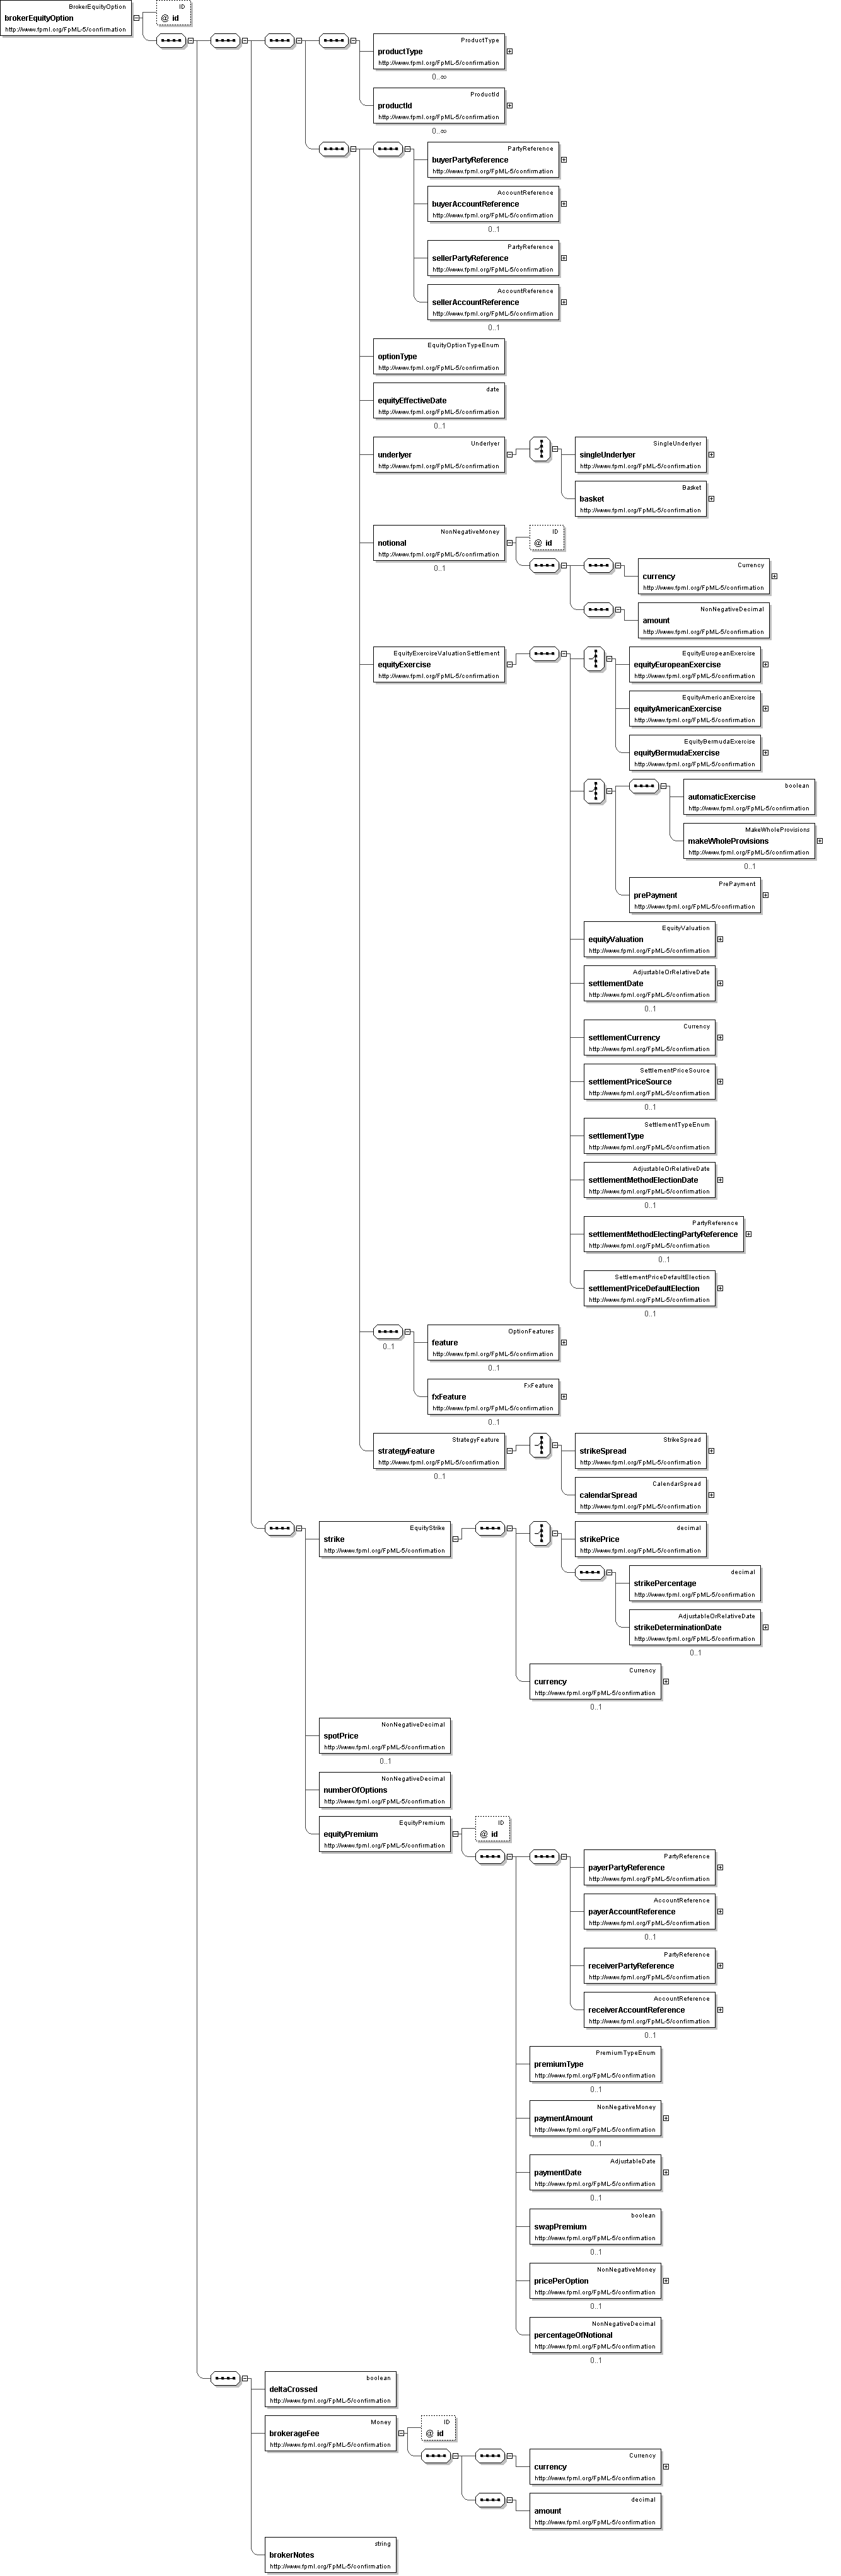 BrokerEquityOption
brokerEquityOption
http://www.fpml.org/FpML-5/confirmation
ID
@ id
ProductType
productType
http://www.fpml.org/FpML-5/confirmation
0..∞
ProductId
productId
http://www.fpml.org/FpML-5/confirmation
0..∞
PartyReference
buyerPartyReference
http://www.fpml.org/FpML-5/confirmation
AccountReference
buyerAccountReference
http://www.fpml.org/FpML-5/confirmation
0..1
PartyReference
sellerPartyReference
http://www.fpml.org/FpML-5/confirmation
AccountReference
sellerAccountReference
http://www.fpml.org/FpML-5/confirmation
0..1
EquityOptionTypeEnum
optionType
http://www.fpml.org/FpML-5/confirmation
date
equityEffectiveDate
http://www.fpml.org/FpML-5/confirmation
0..1
Underlyer
underlyer
http://www.fpml.org/FpML-5/confirmation
SingleUnderlyer
singleUnderlyer
http://www.fpml.org/FpML-5/confirmation
Basket
basket
http://www.fpml.org/FpML-5/confirmation
NonNegativeMoney
notional
http://www.fpml.org/FpML-5/confirmation
0..1
ID
@ id
Currency
currency
http://www.fpml.org/FpML-5/confirmation
NonNegativeDecimal
amount
http://www.fpml.org/FpML-5/confirmation
EquityExerciseValuationSettlement
equityExercise
http://www.fpml.org/FpML-5/confirmation
EquityEuropeanExercise
equityEuropeanExercise
http://www.fpml.org/FpML-5/confirmation
EquityAmericanExercise
equityAmericanExercise
http://www.fpml.org/FpML-5/confirmation
EquityBermudaExercise
equityBermudaExercise
http://www.fpml.org/FpML-5/confirmation
boolean
automaticExercise
http://www.fpml.org/FpML-5/confirmation
MakeWholeProvisions
makeWholeProvisions
http://www.fpml.org/FpML-5/confirmation
0..1
PrePayment
prePayment
http://www.fpml.org/FpML-5/confirmation
EquityValuation
equityValuation
http://www.fpml.org/FpML-5/confirmation
AdjustableOrRelativeDate
settlementDate
http://www.fpml.org/FpML-5/confirmation
0..1
Currency
settlementCurrency
http://www.fpml.org/FpML-5/confirmation
SettlementPriceSource
settlementPriceSource
http://www.fpml.org/FpML-5/confirmation
0..1
SettlementTypeEnum
settlementType
http://www.fpml.org/FpML-5/confirmation
AdjustableOrRelativeDate
settlementMethodElectionDate
http://www.fpml.org/FpML-5/confirmation
0..1
PartyReference
settlementMethodElectingPartyReference
http://www.fpml.org/FpML-5/confirmation
0..1
SettlementPriceDefaultElection
settlementPriceDefaultElection
http://www.fpml.org/FpML-5/confirmation
0..1
0..1
OptionFeatures
feature
http://www.fpml.org/FpML-5/confirmation
0..1
FxFeature
fxFeature
http://www.fpml.org/FpML-5/confirmation
0..1
StrategyFeature
strategyFeature
http://www.fpml.org/FpML-5/confirmation
0..1
StrikeSpread
strikeSpread
http://www.fpml.org/FpML-5/confirmation
CalendarSpread
calendarSpread
http://www.fpml.org/FpML-5/confirmation
EquityStrike
strike
http://www.fpml.org/FpML-5/confirmation
decimal
strikePrice
http://www.fpml.org/FpML-5/confirmation
decimal
strikePercentage
http://www.fpml.org/FpML-5/confirmation
AdjustableOrRelativeDate
strikeDeterminationDate
http://www.fpml.org/FpML-5/confirmation
0..1
Currency
currency
http://www.fpml.org/FpML-5/confirmation
0..1
NonNegativeDecimal
spotPrice
http://www.fpml.org/FpML-5/confirmation
0..1
NonNegativeDecimal
numberOfOptions
http://www.fpml.org/FpML-5/confirmation
EquityPremium
equityPremium
http://www.fpml.org/FpML-5/confirmation
ID
@ id
PartyReference
payerPartyReference
http://www.fpml.org/FpML-5/confirmation
AccountReference
payerAccountReference
http://www.fpml.org/FpML-5/confirmation
0..1
PartyReference
receiverPartyReference
http://www.fpml.org/FpML-5/confirmation
AccountReference
receiverAccountReference
http://www.fpml.org/FpML-5/confirmation
0..1
PremiumTypeEnum
premiumType
http://www.fpml.org/FpML-5/confirmation
0..1
NonNegativeMoney
paymentAmount
http://www.fpml.org/FpML-5/confirmation
0..1
AdjustableDate
paymentDate
http://www.fpml.org/FpML-5/confirmation
0..1
boolean
swapPremium
http://www.fpml.org/FpML-5/confirmation
0..1
NonNegativeMoney
pricePerOption
http://www.fpml.org/FpML-5/confirmation
0..1
NonNegativeDecimal
percentageOfNotional
http://www.fpml.org/FpML-5/confirmation
0..1
boolean
deltaCrossed
http://www.fpml.org/FpML-5/confirmation
Money
brokerageFee
http://www.fpml.org/FpML-5/confirmation
ID
@ id
Currency
currency
http://www.fpml.org/FpML-5/confirmation
decimal
amount
http://www.fpml.org/FpML-5/confirmation
string
brokerNotes
http://www.fpml.org/FpML-5/confirmation